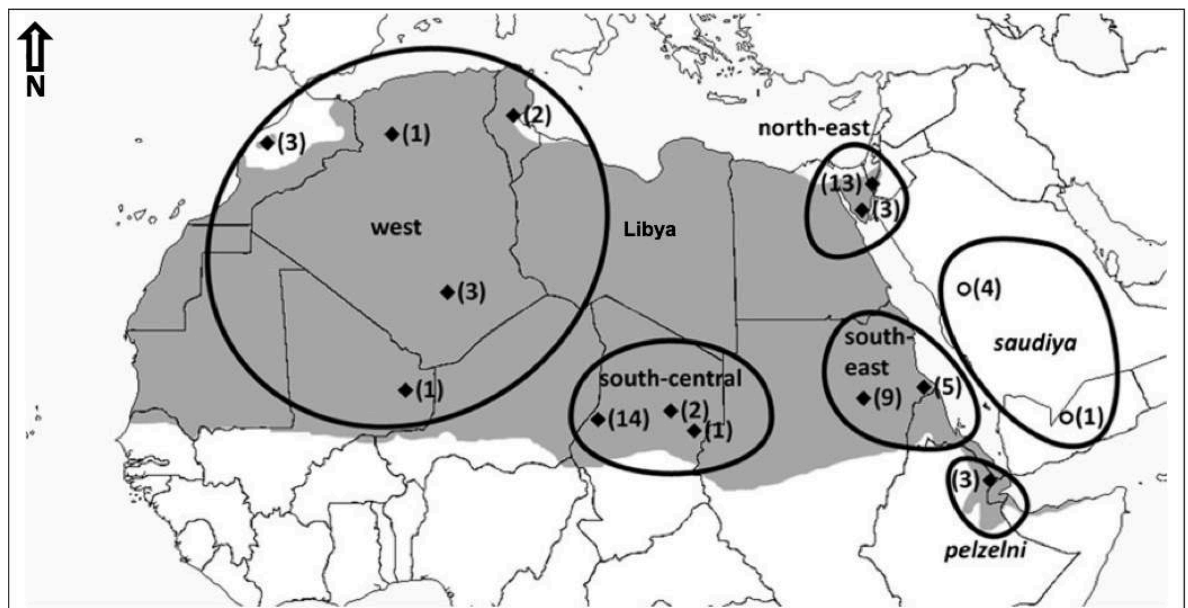 N
north-east
(3)
(1)
(2)
(13)
(3)
west
Libya
(3)
(4)
saudiya
south-
east
(1)
south-central
(5)
(14)
(2)
(9)
(1)
(1)
(3)
pelzelni